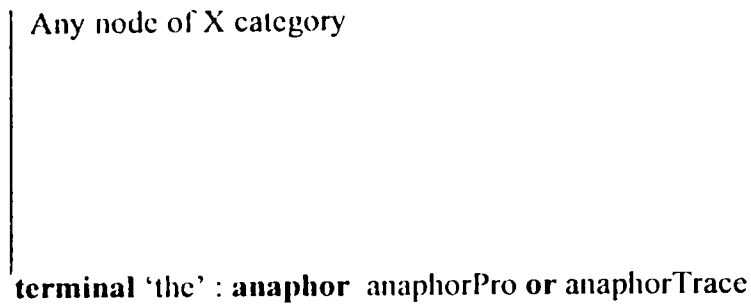 Any node of X category
terminal ‘the’ : anaphor anaphorPro or anaphorTrace